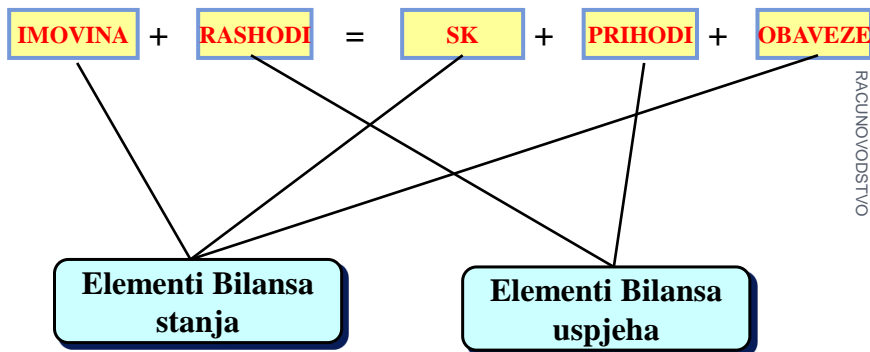 IMOVINA + RASHODI = SK + PRIHODI + OBAVEZE
RACUNOVODSTVO
Elementi Bilansa
stanja
Elementi Bilansa
uspjeha